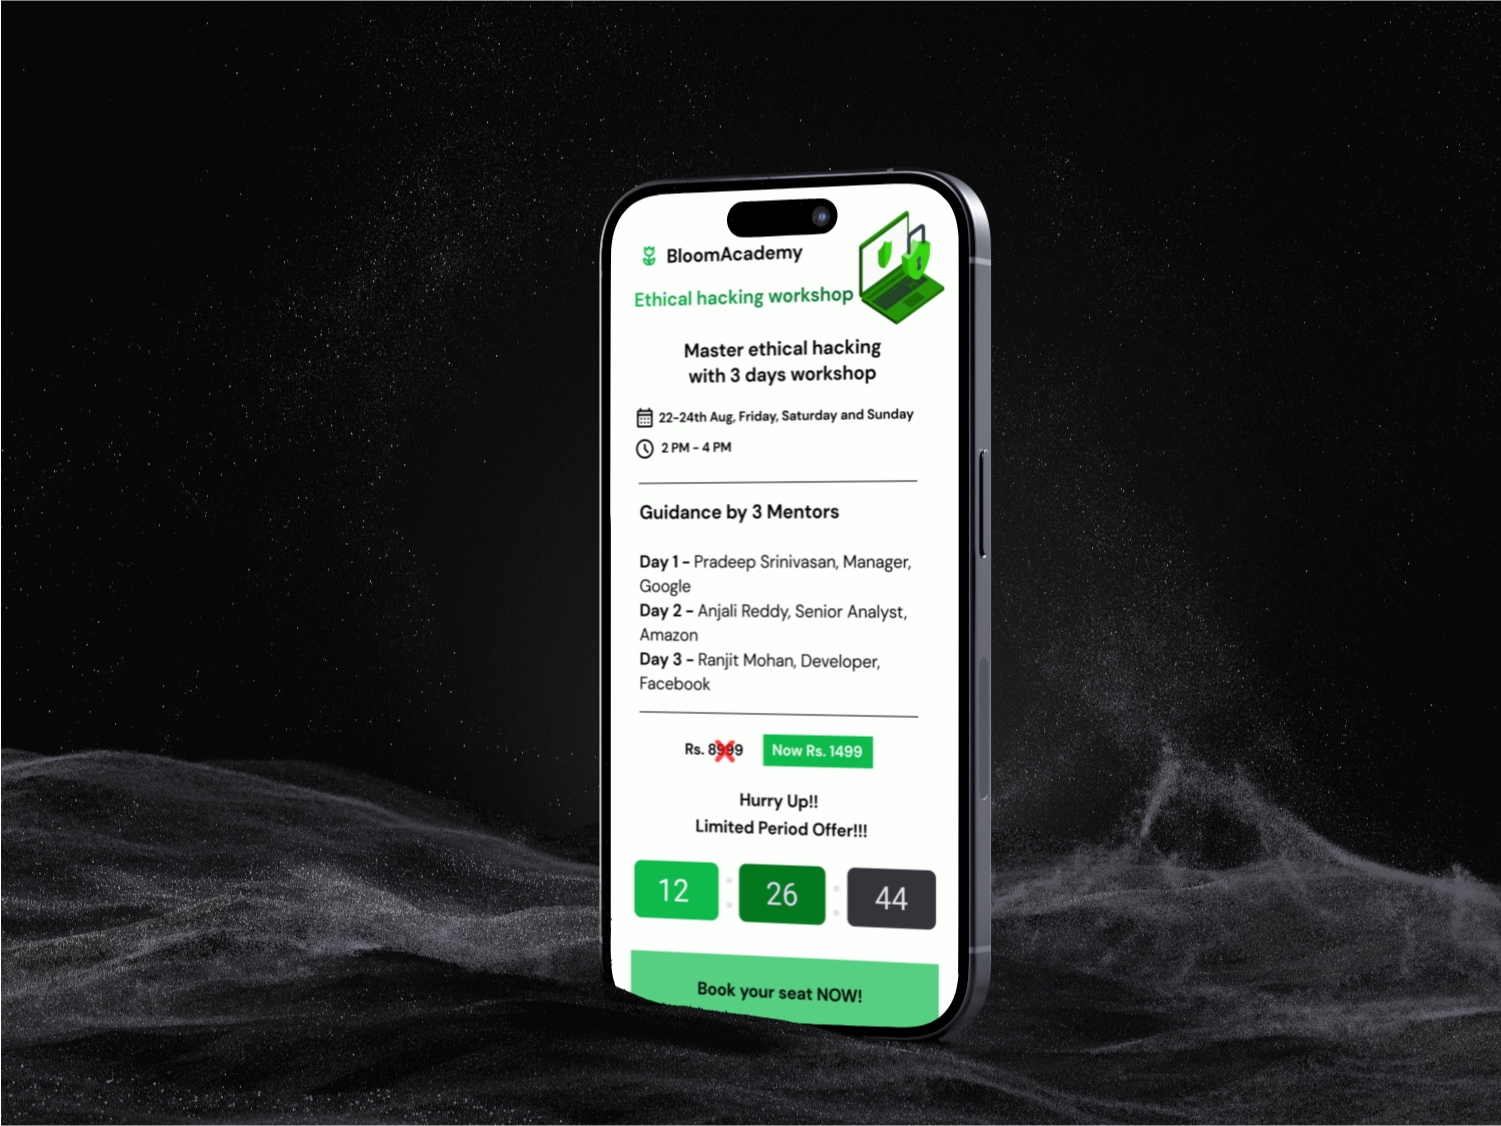 BloomAcademy
Ethical hacking workshop
Master ethical hacking
with 3 days workshop
22-24th Aug, Friday, Saturday and Sunday
2 PM - 4 PM
Guidance by 3 Mentors
Day 1 - Pradeep Srinivasan, Manager,
Google
Day 2 - Anjali Reddy, Senior Analyst,
Amazon
Day 3 - Ranjit Mohan, Developer,
Facebook
Rs. 8999 Now Rs. 1499
Hurry Up!!
Limited Period Offer!!!
12 : 26 : 44
Book your seat NOW!